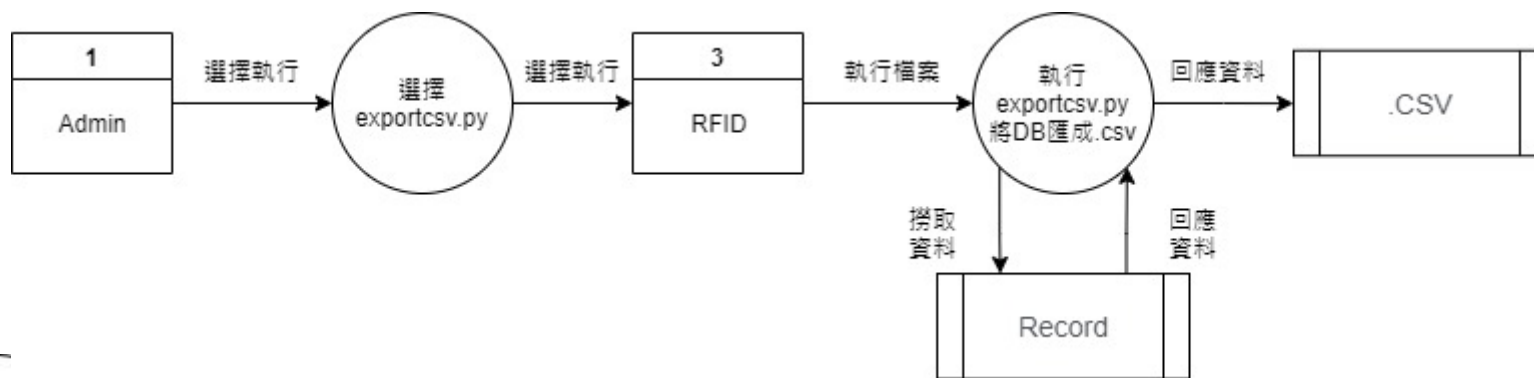 1
Admin
選擇執行
選擇
exportcsv.py
選擇執行
3
RFID
執行檔案
執行
exportcsv.py
將DB匯成.csv
回應資料
.CSV
撈取
資料
回應
資料
Record